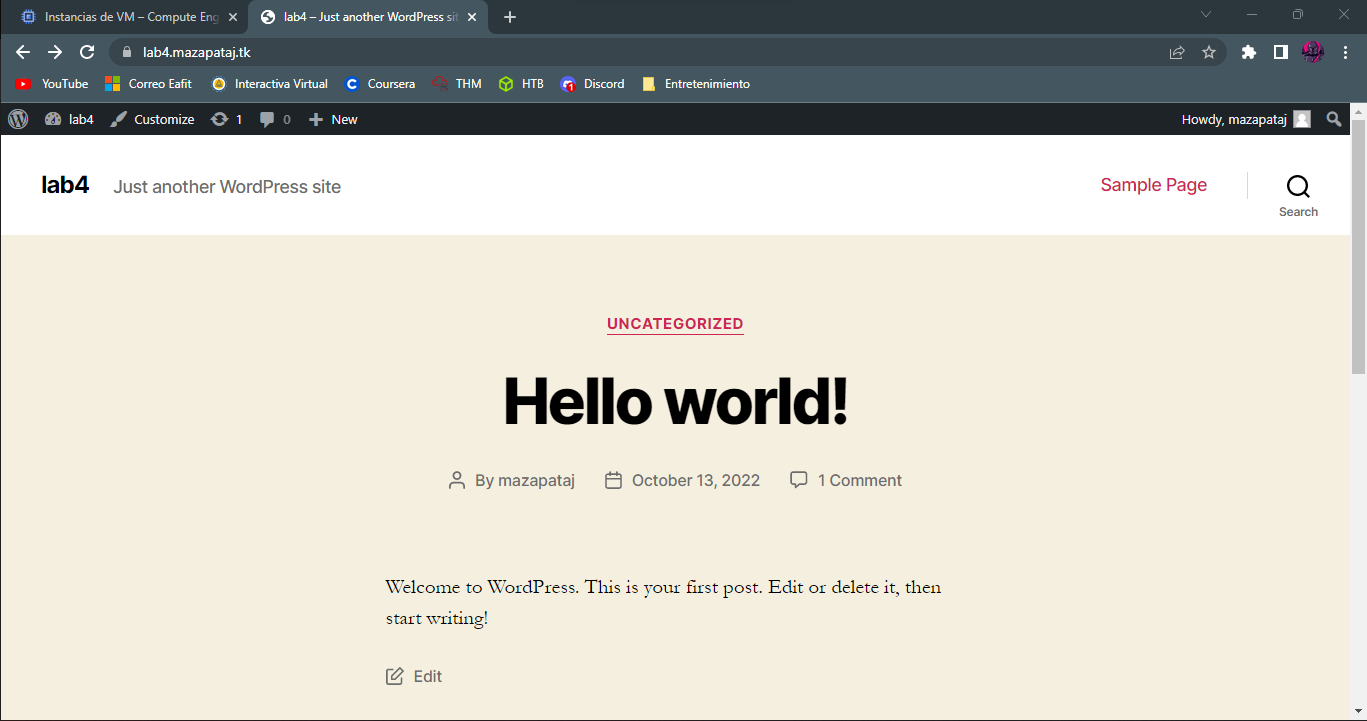 Instancias de VM – Compute Eng
lab4 – Just another WordPress sit
lab4.mazapataj.tk
YouTube Correo Eafit Interactiva Virtual Coursera THM HTB Discord Entretenimiento
lab4 Customize 1 0 New Howdy, mazapataj
lab4 Just another WordPress site Sample Page
Search
UNCATEGORIZED
Hello world!
By mazapataj October 13, 2022 1 Comment
Welcome to WordPress. This is your first post. Edit or delete it, then
start writing!
Edit